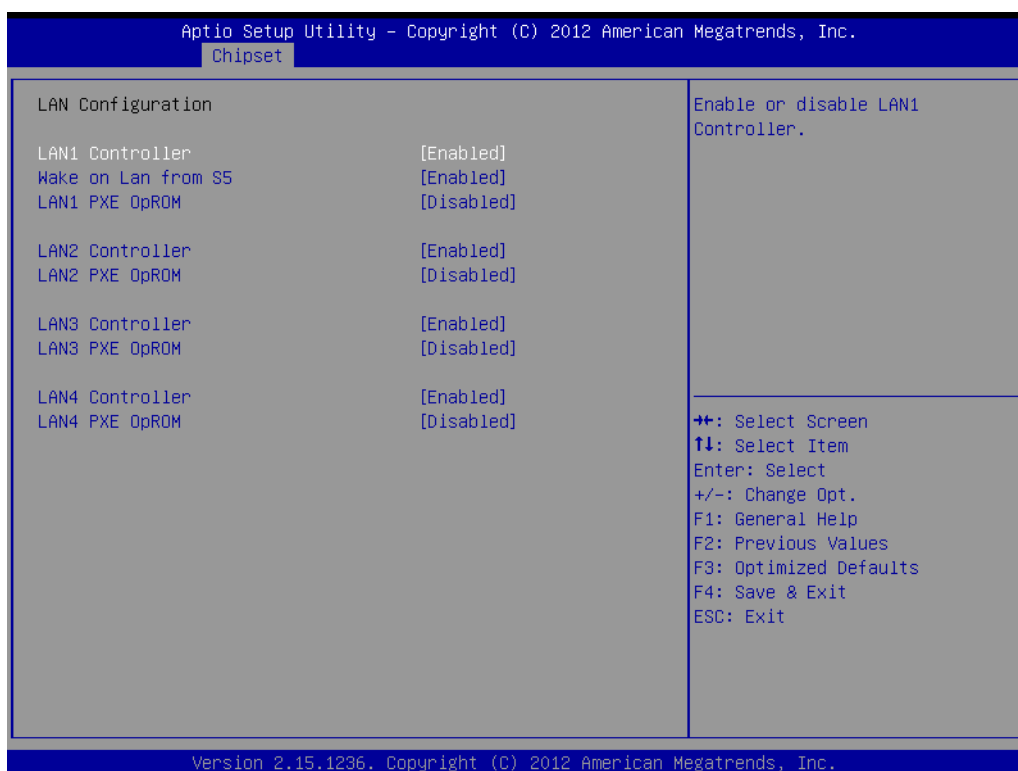 Aptio Setup Utility – Copyright (C) 2012 American Megatrends, Inc.
Chipset
LAN Configuration
LAN1 Controller [Enabled]
Wake on Lan from S5 [Enabled]
LAN1 PXE OpROM [Disabled]
LAN2 Controller [Enabled]
LAN2 PXE OpROM [Disabled]
LAN3 Controller [Enabled]
LAN3 PXE OpROM [Disabled]
LAN4 Controller [Enabled]
LAN4 PXE OpROM [Disabled]
Enable or disable LAN1
Controller.
→←: Select Screen
↑↓: Select Item
Enter: Select
+/-: Change Opt.
F1: General Help
F2: Previous Values
F3: Optimized Defaults
F4: Save & Exit
ESC: Exit
Version 2.15.1236. Copyright (C) 2012 American Megatrends, Inc.